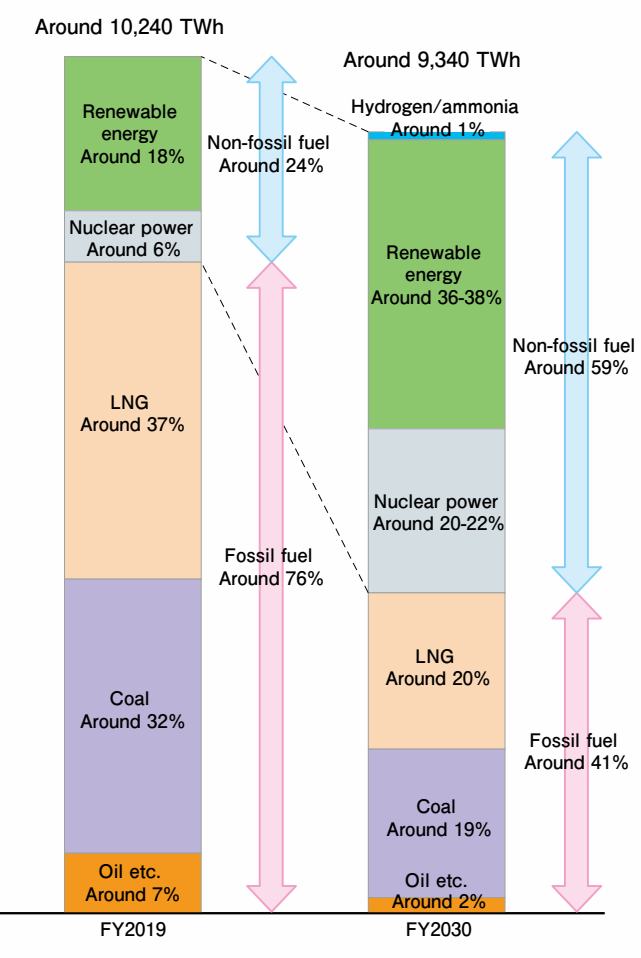 Around 10,240 TWh
Renewable
energy
Around 18%
Nuclear power
Around 6%
LNG
Around 37%
Coal
Around 32%
Oil etc.
Around 7%
FY2019
Non-fossil fuel
Around 24%
Fossil fuel
Around 76%
Around 9,340 TWh
Hydrogen/ammonia
Around 1%
Renewable
energy
Around 36-38%
Nuclear power
Around 20-22%
LNG
Around 20%
Coal
Around 19%
Oil etc.
Around 2%
FY2030
Non-fossil fuel
Around 59%
Fossil fuel
Around 41%